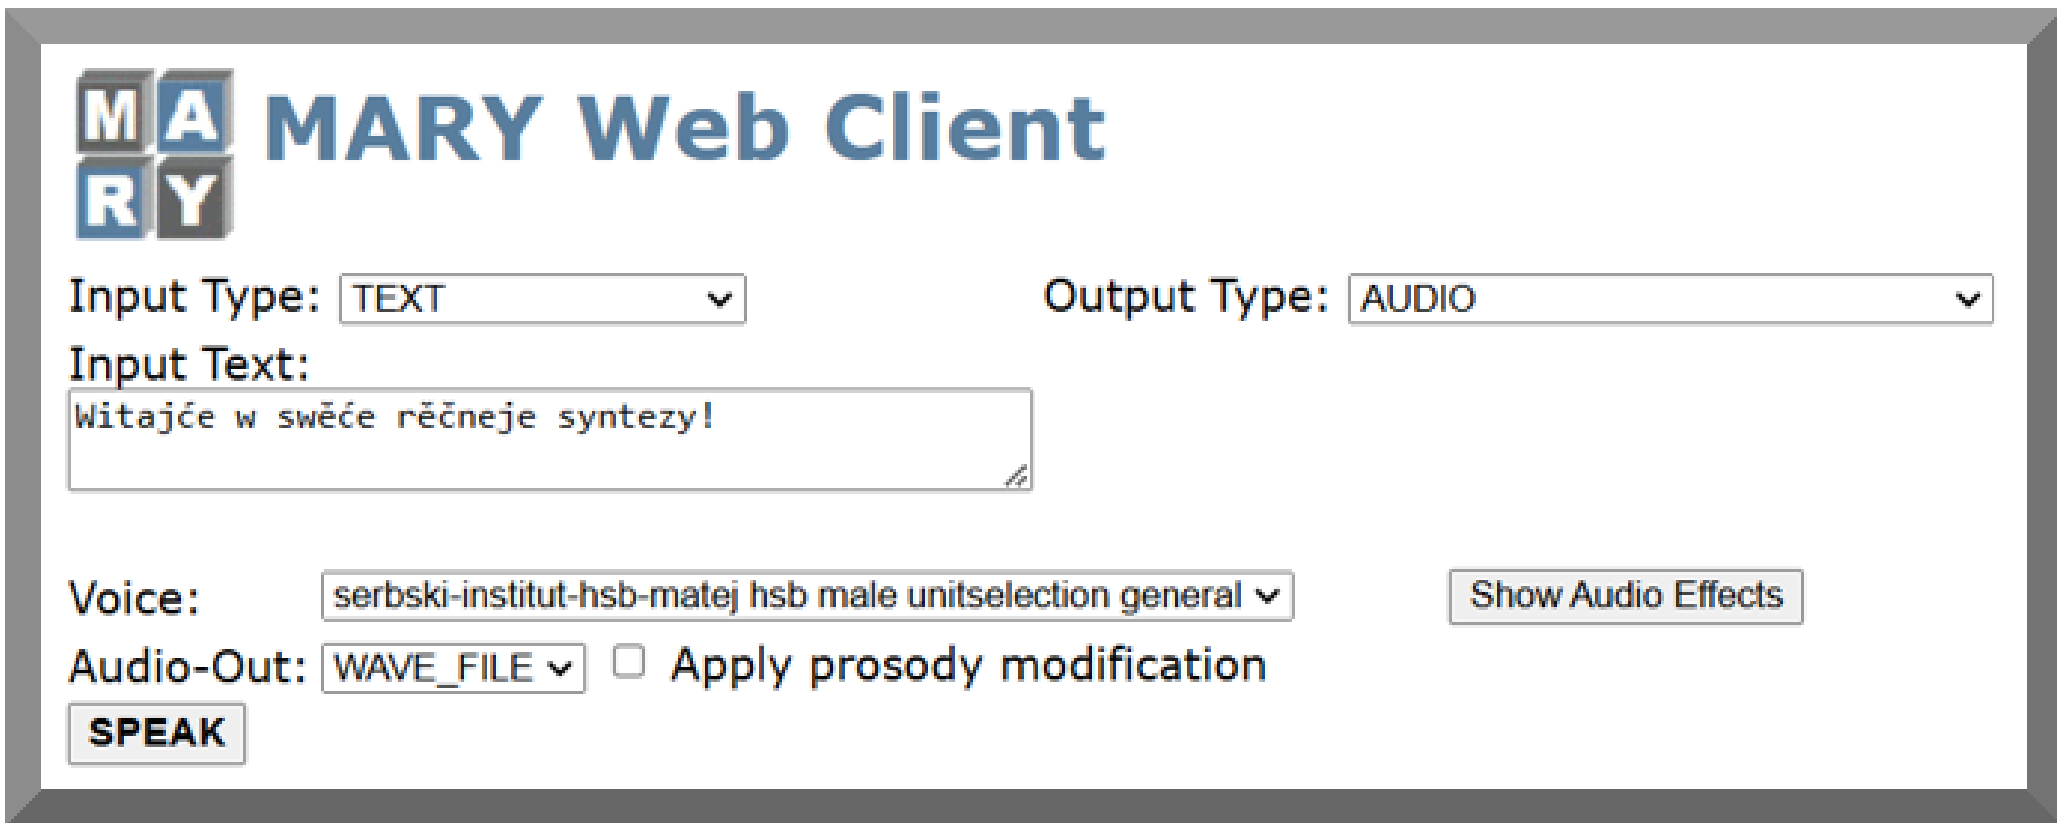 MA
RY
MARY Web Client
Input Type: TEXT
Output Type: AUDIO
Input Text:
Witajće w swěće rěčneje syntezy!
Voice: serbski-institut-hsb-matej hsb male unitselection general
Show Audio Effects
Audio-Out: WAVE_FILE Apply prosody modification
SPEAK